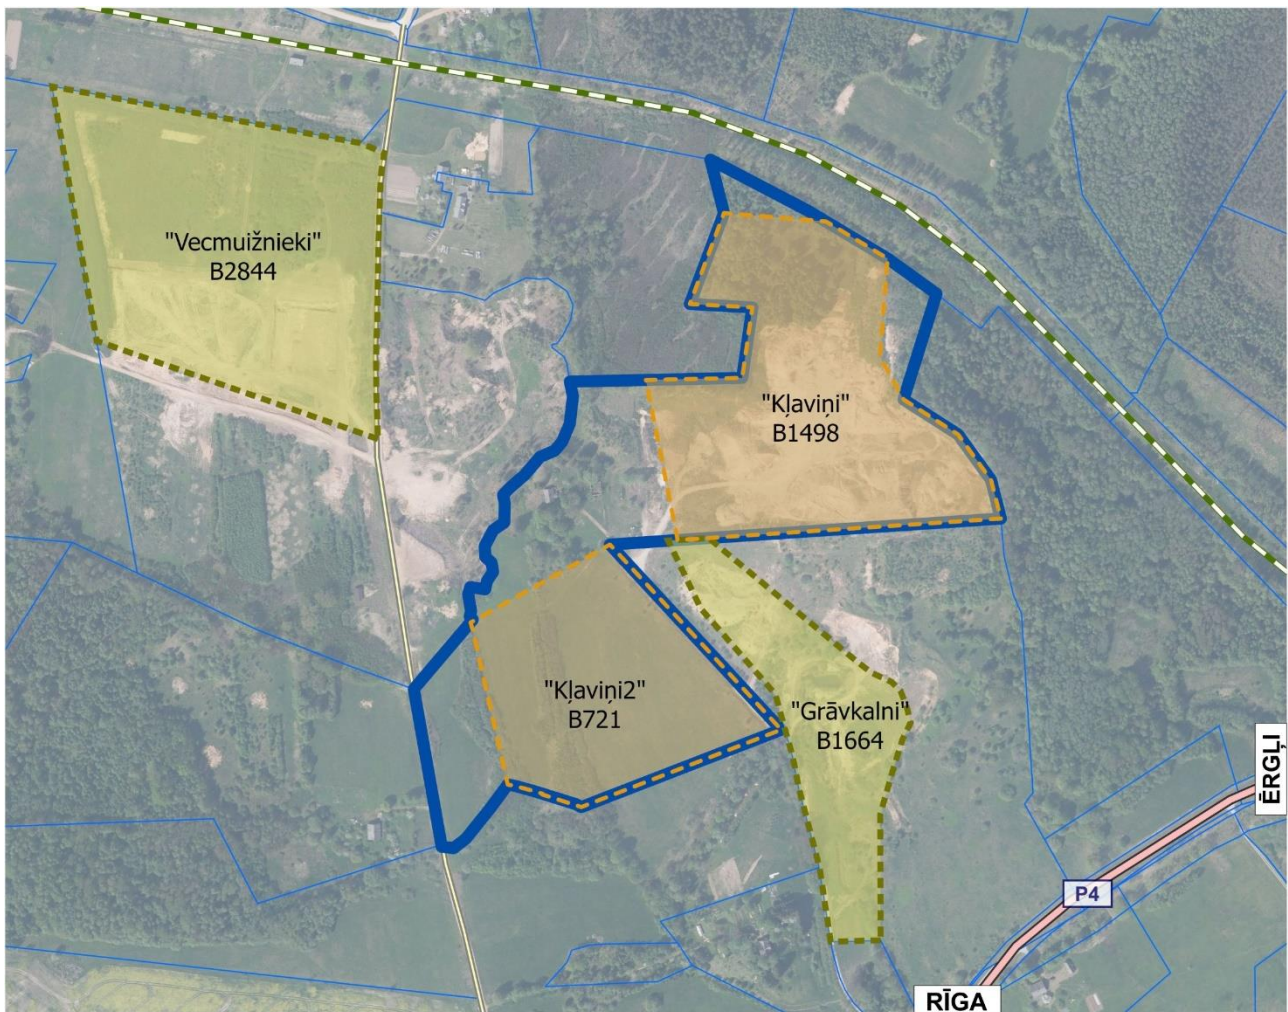 "Vecmuižnieki"
B2844
"Kļaviņi"
B1498
"Kļaviņi2"
B721
"Grāvkalni"
B1664
ĒRGĻI
P4
RĪGA